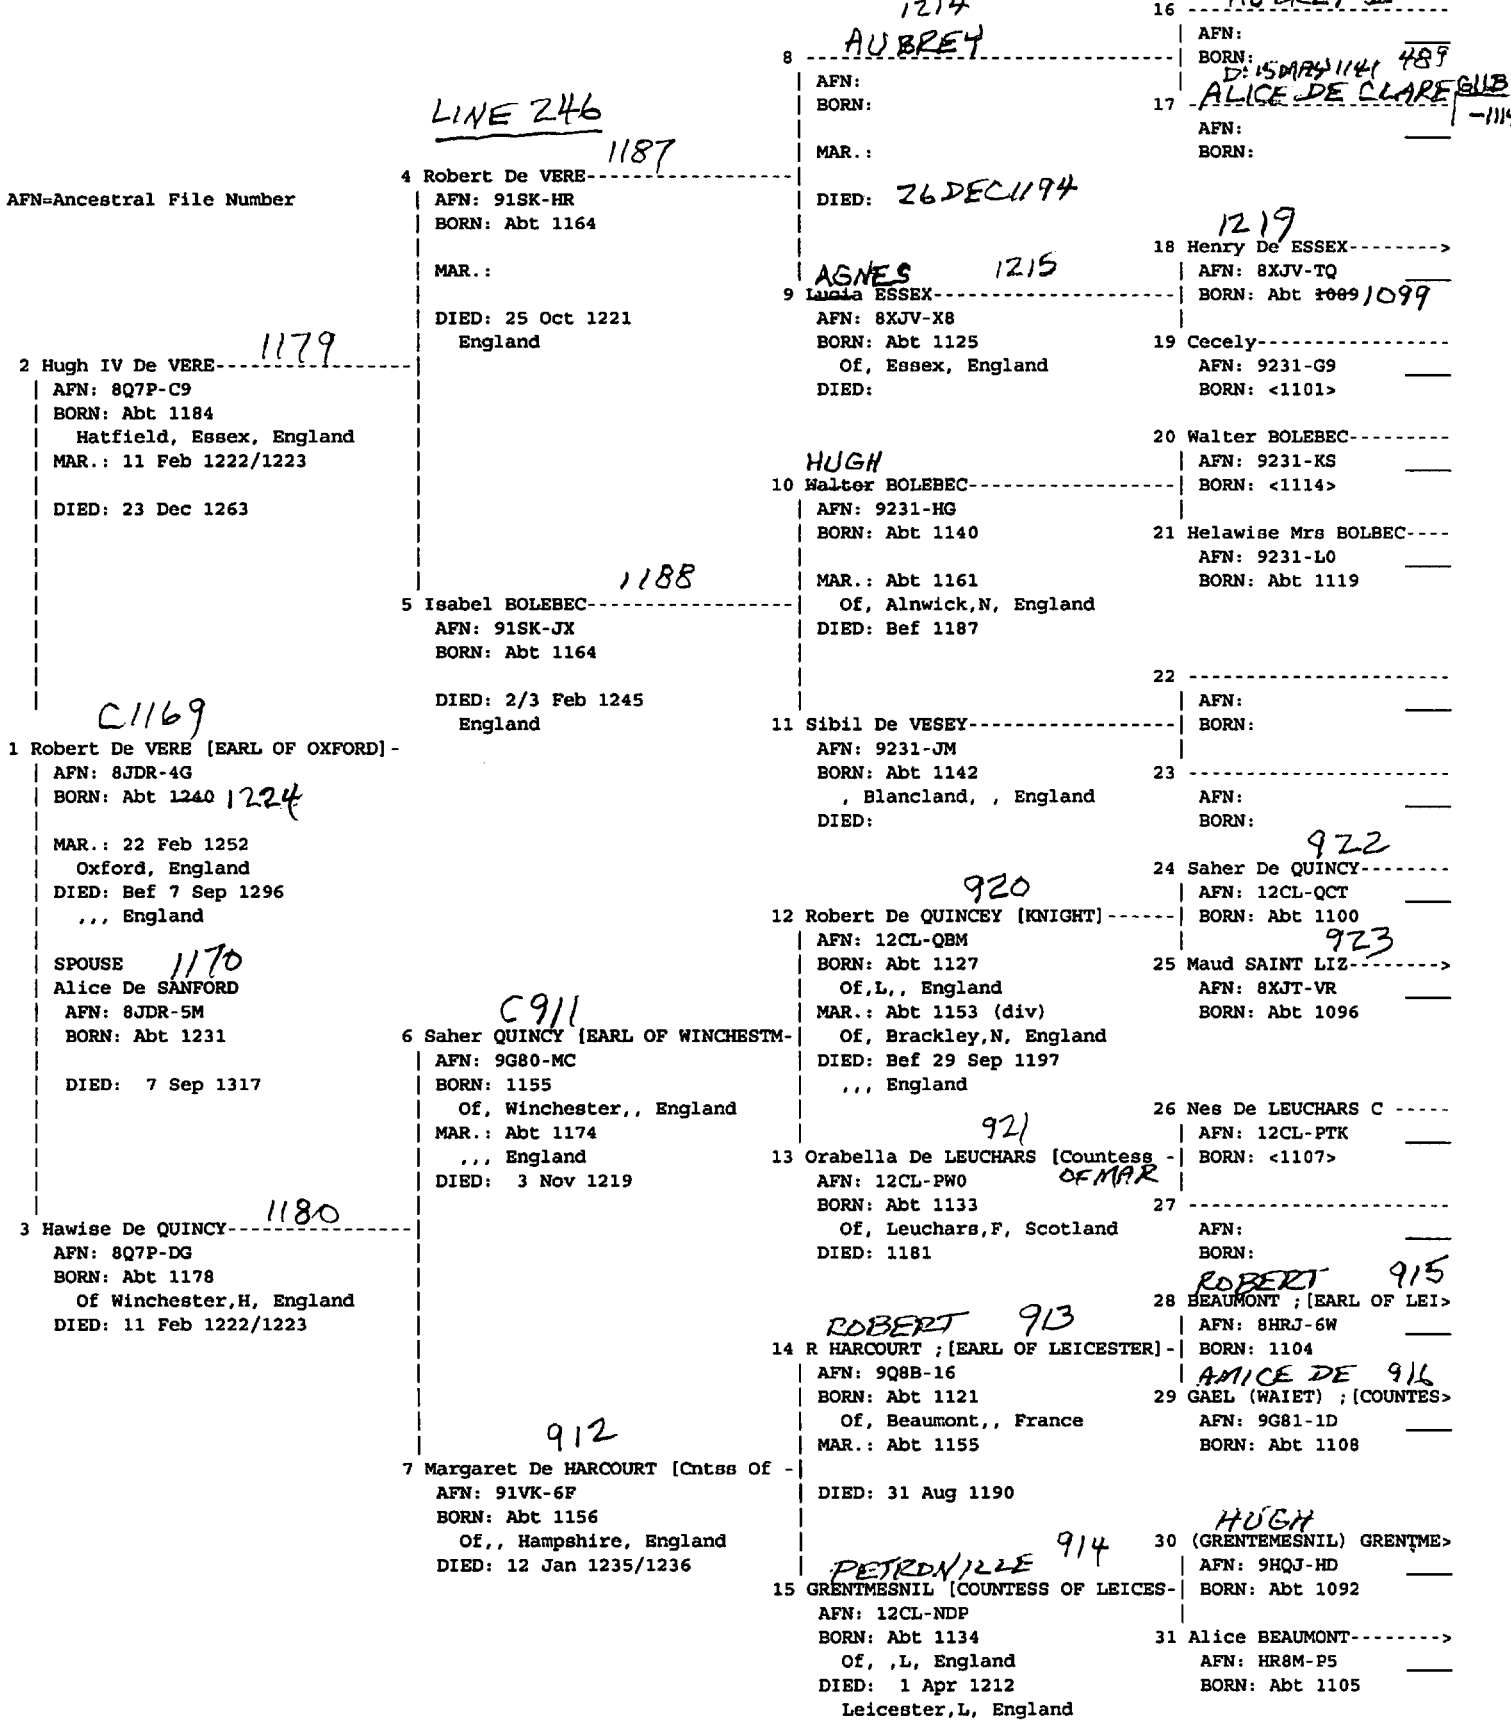 LINE 246
AFN=Ancestral File Number
C1169
1 Robert De VERE [EARL OF OXFORD]-
AFN: 8JDR-4G
BORN: Abt 1240 1224
MAR.: 22 Feb 1252
Oxford, England
DIED: Bef 7 Sep 1296
,,, England
SPOUSE 1170
Alice De SANFORD
AFN: 8JDR-5M
BORN: Abt 1231
DIED: 7 Sep 1317
1179
2 Hugh IV De VERE
AFN: 8Q7P-C9
BORN: Abt 1184
Hatfield, Essex, England
MAR.: 11 Feb 1222/1223
DIED: 23 Dec 1263
1180
3 Hawise De QUINCY
AFN: 8Q7P-DG
BORN: Abt 1178
Of Winchester,H, England
DIED: 11 Feb 1222/1223
1187
4 Robert De VERE
AFN: 91SK-HR
BORN: Abt 1164
MAR.:
DIED: 25 Oct 1221
England
1188
5 Isabel BOLEBEC
AFN: 91SK-JX
BORN: Abt 1164
DIED: 2/3 Feb 1245
England
C911
6 Saher QUINCY [EARL OF WINCHESTM-
AFN: 9G80-MC
BORN: 1155
Of, Winchester,, England
MAR.: Abt 1174
,,, England
DIED: 3 Nov 1219
912
7 Margaret De HARCOURT [Cntss Of -
AFN: 91VK-6F
BORN: Abt 1156
Of,, Hampshire, England
DIED: 12 Jan 1235/1236
1214
AUBREY
8
AFN:
BORN:
MAR.:
DIED: 26 DEC 1194
AGNES 1215
9 Lucia ESSEX
AFN: 8XJV-X8
BORN: Abt 1125
Of, Essex, England
DIED:
HUGH
10 Walter BOLEBEC
AFN: 9231-HG
BORN: Abt 1140
MAR.: Abt 1161
Of, Alnwick,N, England
DIED: Bef 1187
11 Sibil De VESEY
AFN: 9231-JM
BORN: Abt 1142
, Blancland, , England
DIED:
920
12 Robert De QUINCEY [KNIGHT]
AFN: 12CL-QBM
BORN: Abt 1127
Of,L,, England
MAR.: Abt 1153 (div)
Of, Brackley,N, England
DIED: Bef 29 Sep 1197
,,, England
921
13 Orabella De LEUCHARS [Countess -
OF MAR
AFN: 12CL-PW0
BORN: Abt 1133
Of, Leuchars,F, Scotland
DIED: 1181
ROBERT 913
14 R HARCOURT ;[EARL OF LEICESTER]-
AFN: 9Q8B-16
BORN: Abt 1121
Of, Beaumont,, France
MAR.: Abt 1155
DIED: 31 Aug 1190
PETRONILLE 914
15 GRENTMESNIL [COUNTESS OF LEICES-
AFN: 12CL-NDP
BORN: Abt 1134
Of, ,L, England
DIED: 1 Apr 1212
Leicester,L, England
16
AFN:
BORN:
489
ALICE DE CLARE GILB
17
AFN:
BORN:
1219
18 Henry De ESSEX-------->
AFN: 8XJV-TQ
BORN: Abt 1089 1099
19 Cecely
AFN: 9231-G9
BORN: <1101>
20 Walter BOLEBEC
AFN: 9231-KS
BORN: <1114>
21 Helawise Mrs BOLBEC
AFN: 9231-L0
BORN: Abt 1119
22
AFN:
BORN:
23
AFN:
BORN:
922
24 Saher De QUINCY
AFN: 12CL-QCT
BORN: Abt 1100
923
25 Maud SAINT LIZ-------->
AFN: 8XJT-VR
BORN: Abt 1096
26 Nes De LEUCHARS C
AFN: 12CL-PTK
BORN: <1107>
27
AFN:
BORN:
ROBERT 915
28 BEAUMONT ;[EARL OF LEI>
AFN: 8HRJ-6W
BORN: 1104
AMICE DE 916
29 GAEL (WAIET) ;[COUNTES>
AFN: 9G81-1D
BORN: Abt 1108
HUGH
30 (GRENTEMESNIL) GRENTME>
AFN: 9HQJ-HD
BORN: Abt 1092
31 Alice BEAUMONT-------->
AFN: HR8M-P5
BORN: Abt 1105